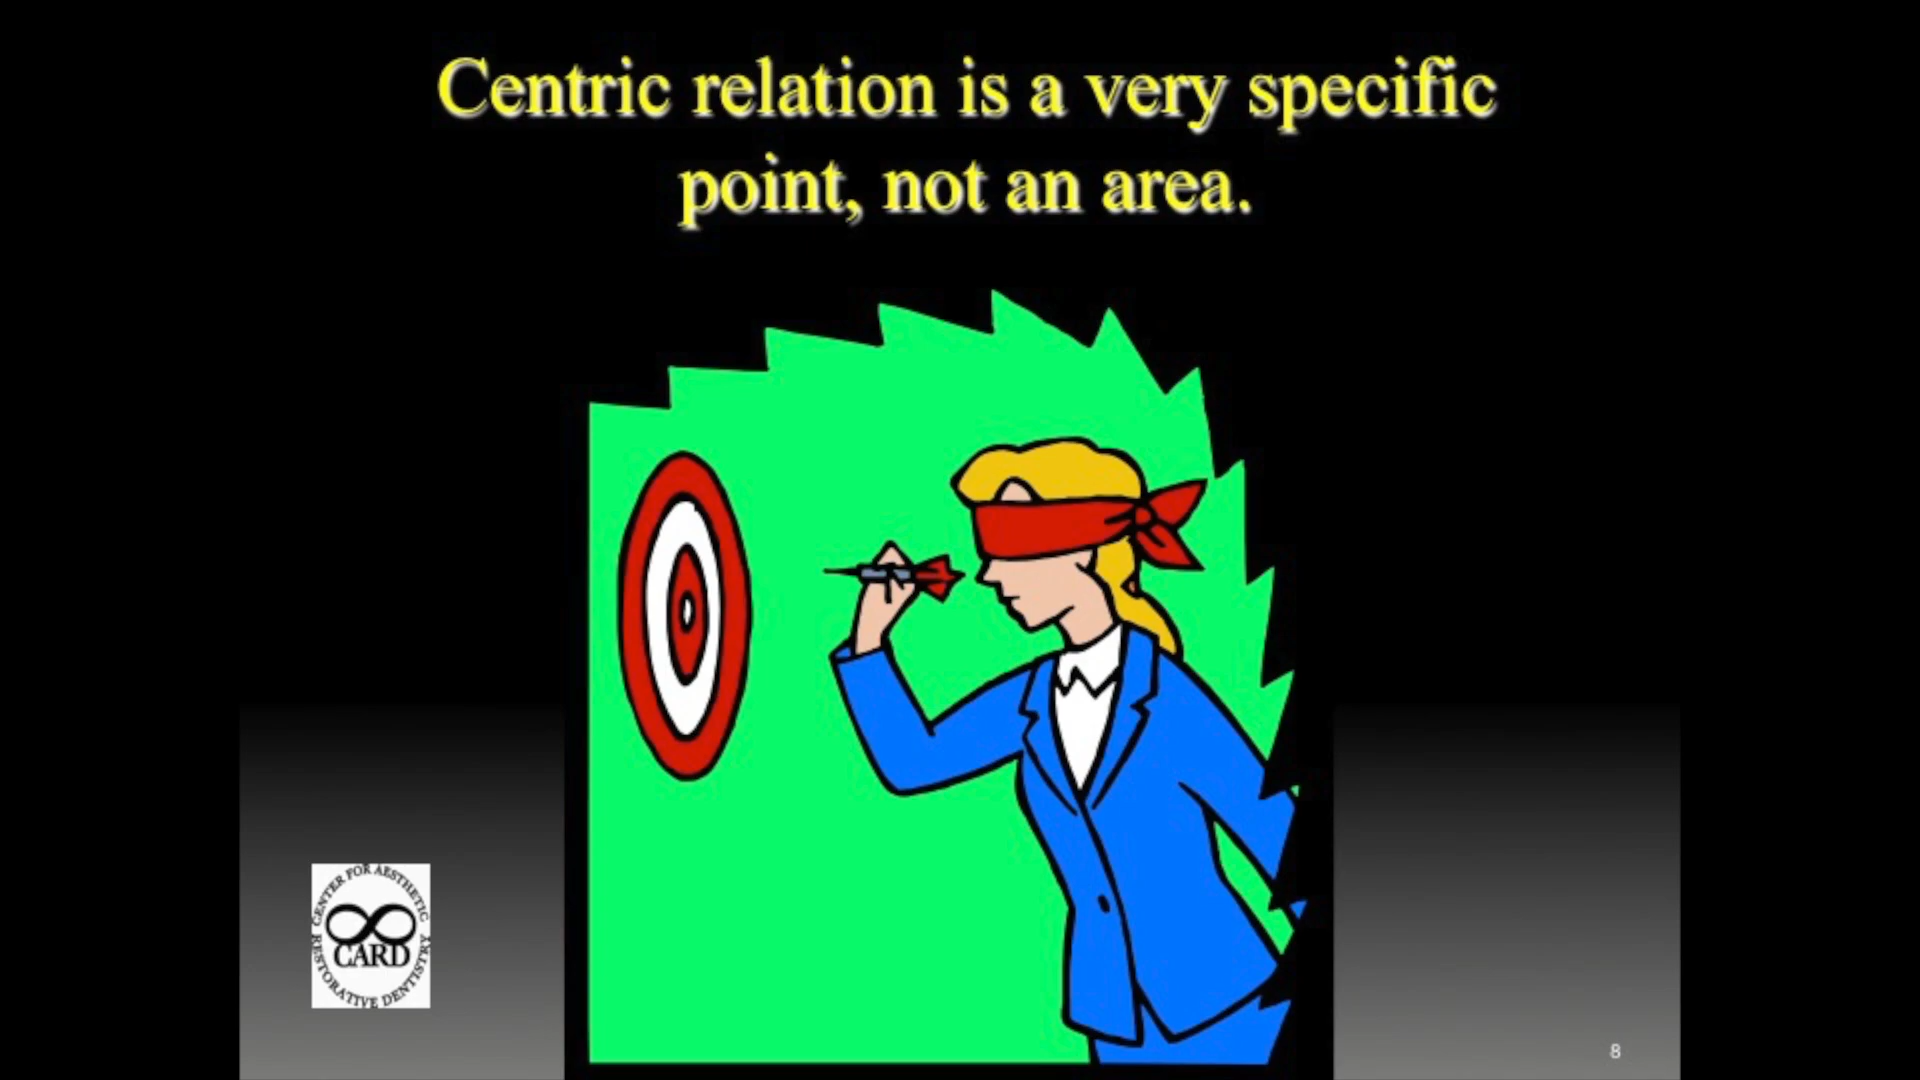 Centric relation is a very specific
point, not an area.
CENTER FOR AESTHETIC
CARD
RESTORATIVE DENTISTRY
8